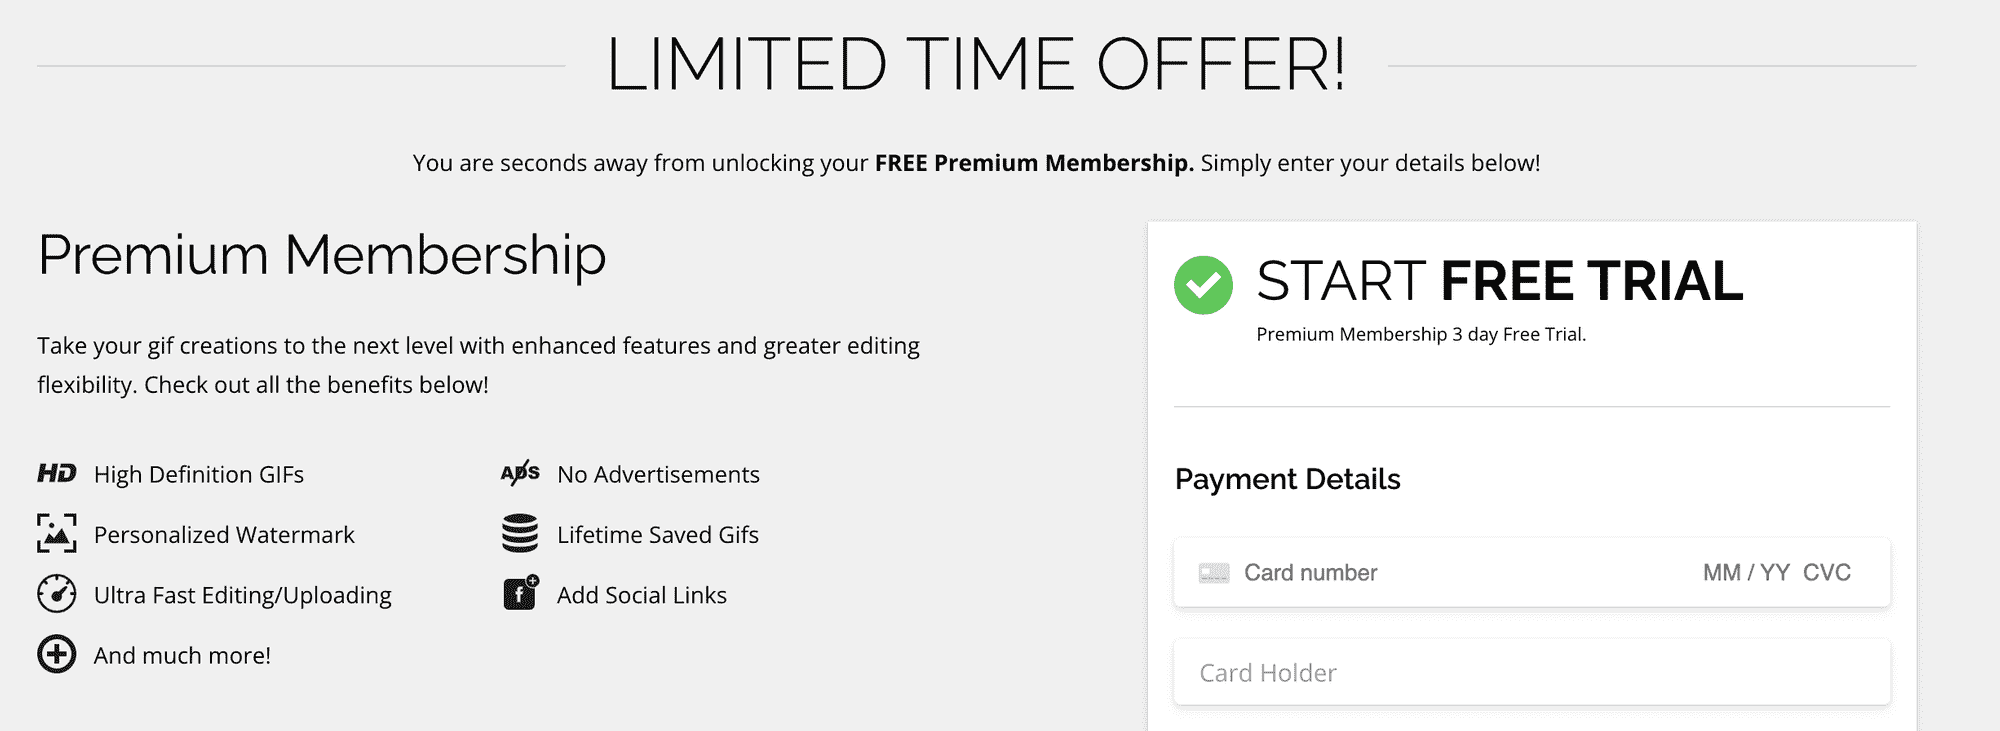 LIMITED TIME OFFER!
You are seconds away from unlocking your FREE Premium Membership. Simply enter your details below!
Premium Membership
Take your gif creations to the next level with enhanced features and greater editing
flexibility. Check out all the benefits below!
HD High Definition GIFs
ADS No Advertisements
Personalized Watermark
Lifetime Saved Gifs
Ultra Fast Editing/Uploading
f Add Social Links
And much more!
START FREE TRIAL
Premium Membership 3 day Free Trial.
Payment Details
Card number MM / YY CVC
Card Holder